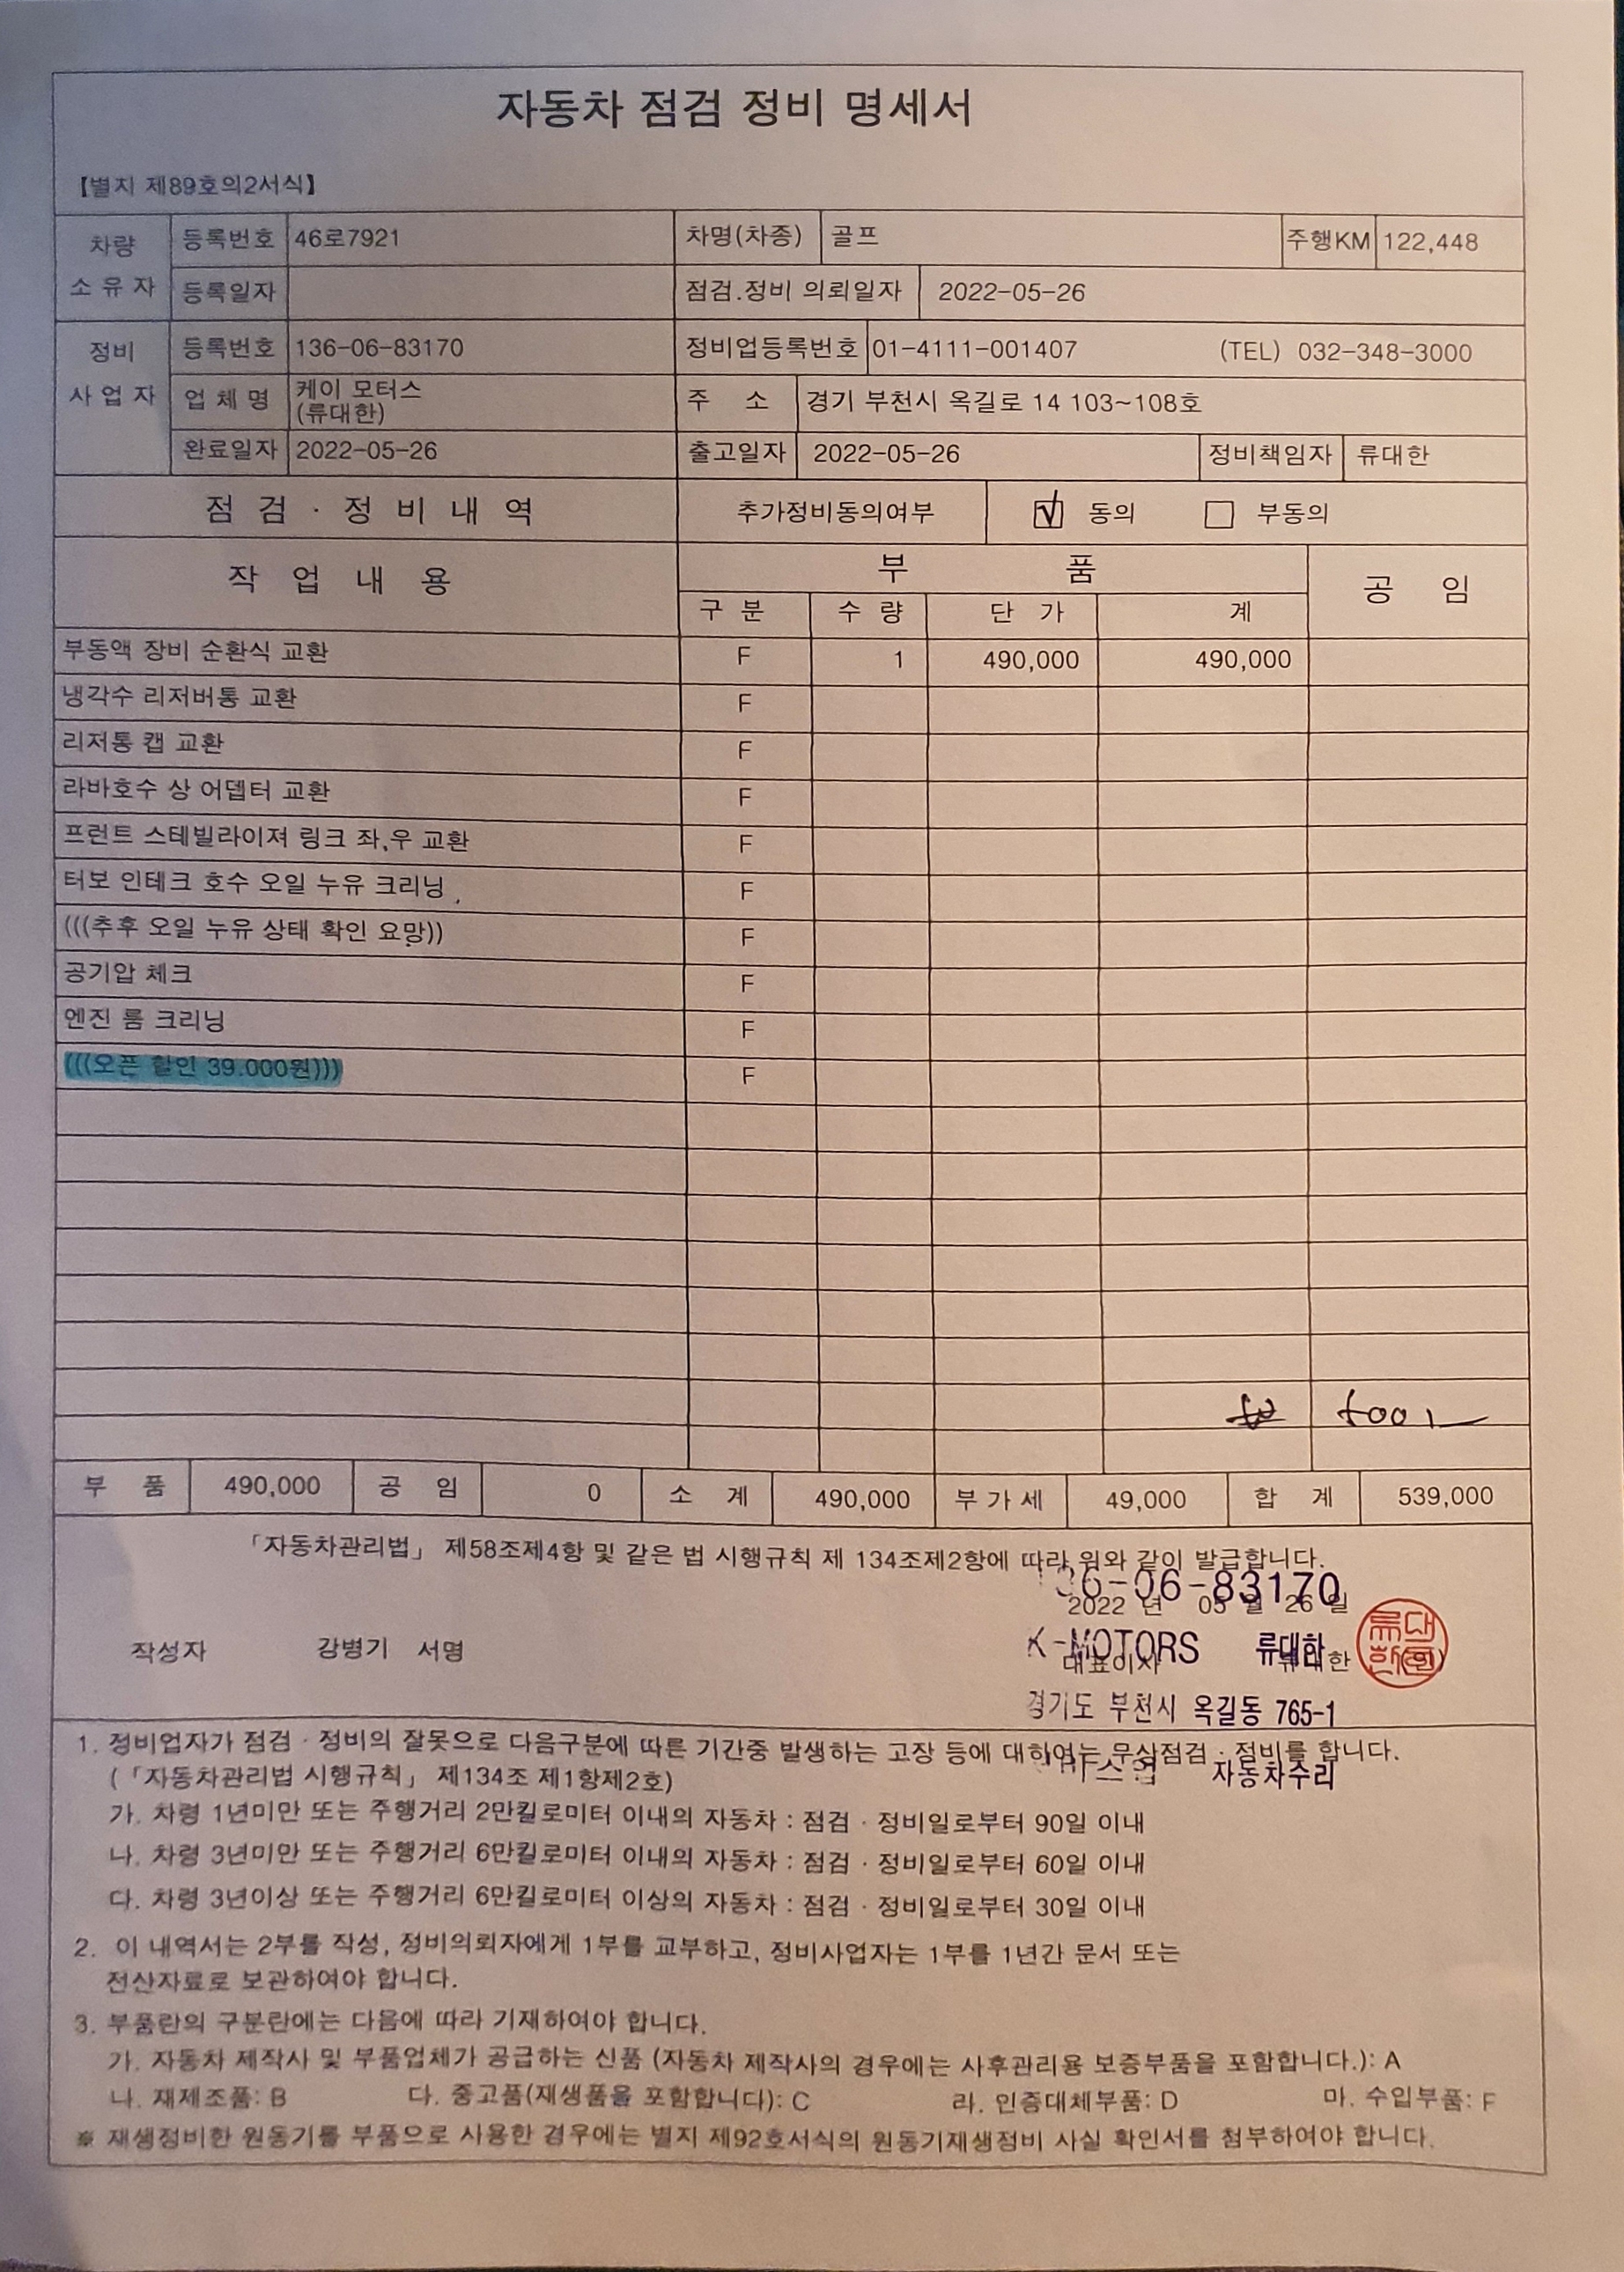 자동차 점검 정비 명세서
【별지 제89호의2서식】
차량 등록번호 46로7921 차명(차종) 골프 주행KM 122,448
소유자 등록일자 점검.정비 의뢰일자 2022-05-26
정비 등록번호 136-06-83170 정비업등록번호 01-4111-001407 (TEL) 032-348-3000
사업자 업체명 케이 모터스 (류대한) 주 소 경기 부천시 옥길로 14 103~108호
완료일자 2022-05-26 출고일자 2022-05-26 정비책임자 류대한
점 검 · 정 비 내 역 추가정비동의여부 동의 부동의
작 업 내 용 부 품 공 임
구 분 수 량 단 가 계
부동액 장비 순환식 교환 F 1 490,000 490,000
냉각수 리저버통 교환 F
리저통 캡 교환 F
라바호수 상 어뎁터 교환 F
프런트 스테빌라이져 링크 좌,우 교환 F
터보 인테크 호수 오일 누유 크리닝 F
(((추후 오일 누유 상태 확인 요망)) F
공기압 체크 F
엔진 룸 크리닝 F
(((오픈 할인 39.000원))) F
부 품 490,000 공 임 0 소 계 490,000 부가세 49,000 합 계 539,000
「자동차관리법」 제58조제4항 및 같은 법 시행규칙 제 134조제2항에 따라 위와 같이 발급합니다.
136-06-83170
2022 년 05 월 26 일
작성자 강병기 서명
K-MOTORS 류대한
대표이사 류대한 (인)
경기도 부천시 옥길동 765-1
1. 정비업자가 점검 · 정비의 잘못으로 다음구분에 따른 기간중 발생하는 고장 등에 대하여는 무상점검 · 정비를 합니다.
(「자동차관리법 시행규칙」 제134조 제1항제2호)
자동차수리
가. 차령 1년미만 또는 주행거리 2만킬로미터 이내의 자동차 : 점검 · 정비일로부터 90일 이내
나. 차령 3년미만 또는 주행거리 6만킬로미터 이내의 자동차 : 점검 · 정비일로부터 60일 이내
다. 차령 3년이상 또는 주행거리 6만킬로미터 이상의 자동차 : 점검 · 정비일로부터 30일 이내
2. 이 내역서는 2부를 작성, 정비의뢰자에게 1부를 교부하고, 정비사업자는 1부를 1년간 문서 또는
전산자료로 보관하여야 합니다.
3. 부품란의 구분란에는 다음에 따라 기재하여야 합니다.
가. 자동차 제작사 및 부품업체가 공급하는 신품 (자동차 제작사의 경우에는 사후관리용 보증부품을 포함합니다.): A
나. 재제조품: B 다. 중고품(재생품을 포함합니다): C 라. 인증대체부품: D 마. 수입부품: F
※ 재생정비한 원동기를 부품으로 사용한 경우에는 별지 제92호서식의 원동기재생정비 사실 확인서를 첨부하여야 합니다.